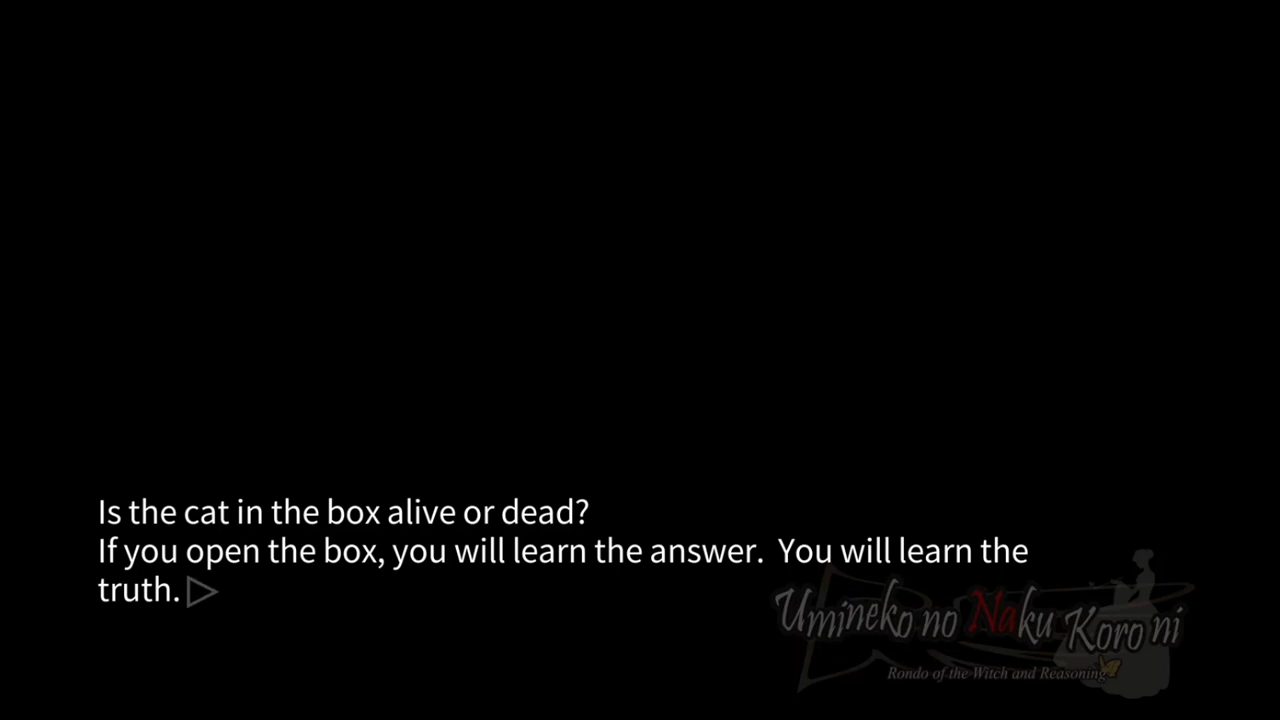 Is the cat in the box alive or dead?
If you open the box, you will learn the answer.  You will learn the
truth.
Umineko no Naku Koro ni
Rondo of the Witch and Reasoning